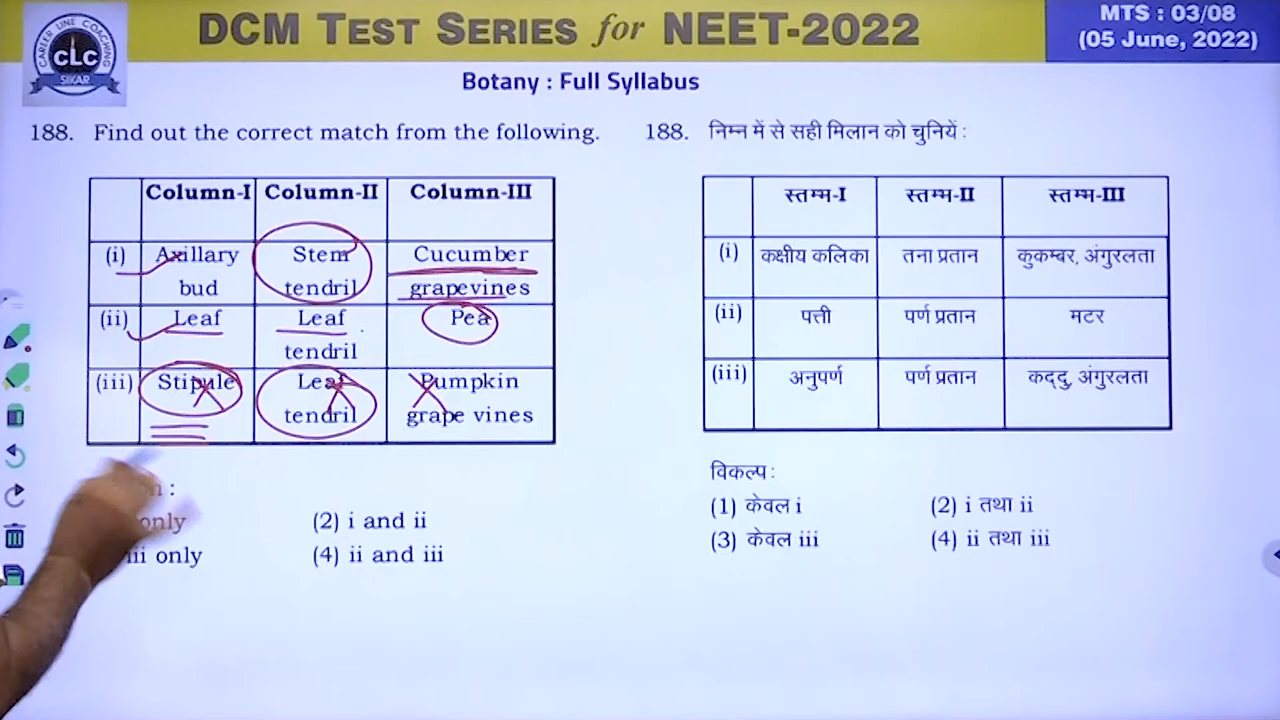 DCM TEST SERIES for NEET-2022
MTS : 03/08
(05 June, 2022)
CAREER LINE COACHING
CLC
SIKAR
Botany : Full Syllabus
188. Find out the correct match from the following.
Column-I Column-II Column-III
(i) Axillary bud Stem tendril Cucumber grapevines
(ii) Leaf Leaf tendril Pea
(iii) Stipule Leaf tendril Pumpkin grape vines
:
only
(2) i and ii
iii only
(4) ii and iii
188. निम्न में से सही मिलान को चुनियें :
स्तम्भ-I स्तम्भ-II स्तम्भ-III
(i) कक्षीय कलिका तना प्रतान कुकम्बर, अंगुरलता
(ii) पत्ती पर्ण प्रतान मटर
(iii) अनुपर्ण पर्ण प्रतान कद्दु, अंगुरलता
विकल्प :
(1) केवल i (2) i तथा ii
(3) केवल iii (4) ii तथा iii